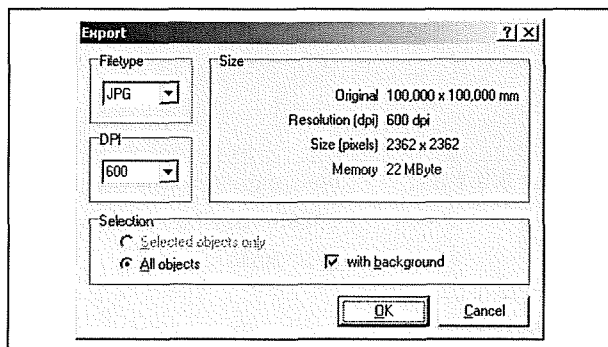 Export
Filetype
JPG
DPI
600
Size
Original 100,000 x 100,000 mm
Resolution (dpi) 600 dpi
Size (pixels) 2362 x 2362
Memory 22 MByte
Selection
Selected objects only
All objects
with background
OK
Cancel